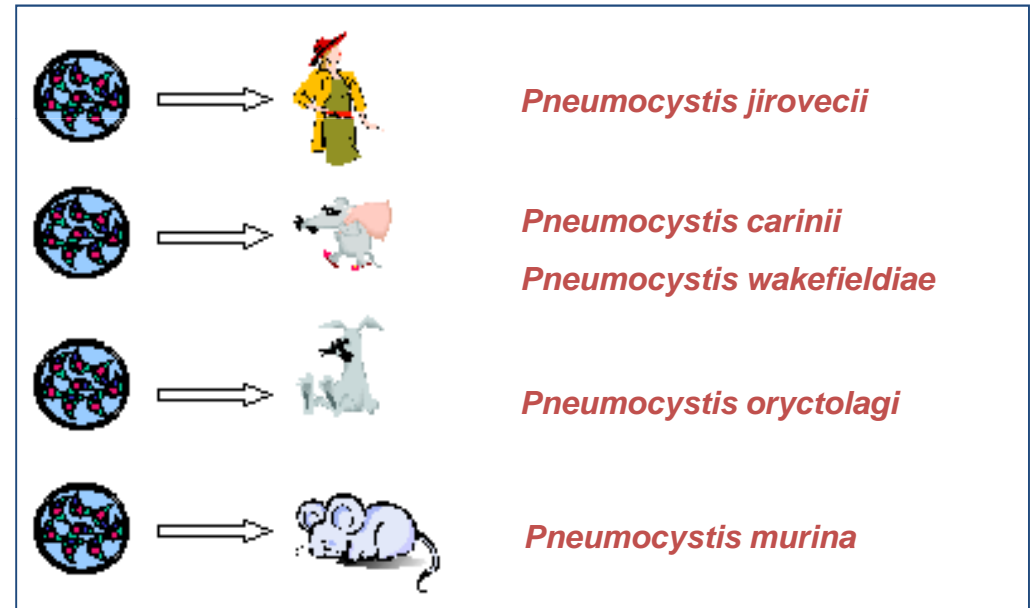 Pneumocystis jirovecii
Pneumocystis carinii
Pneumocystis wakefieldiae
Pneumocystis oryctolagi
Pneumocystis murina